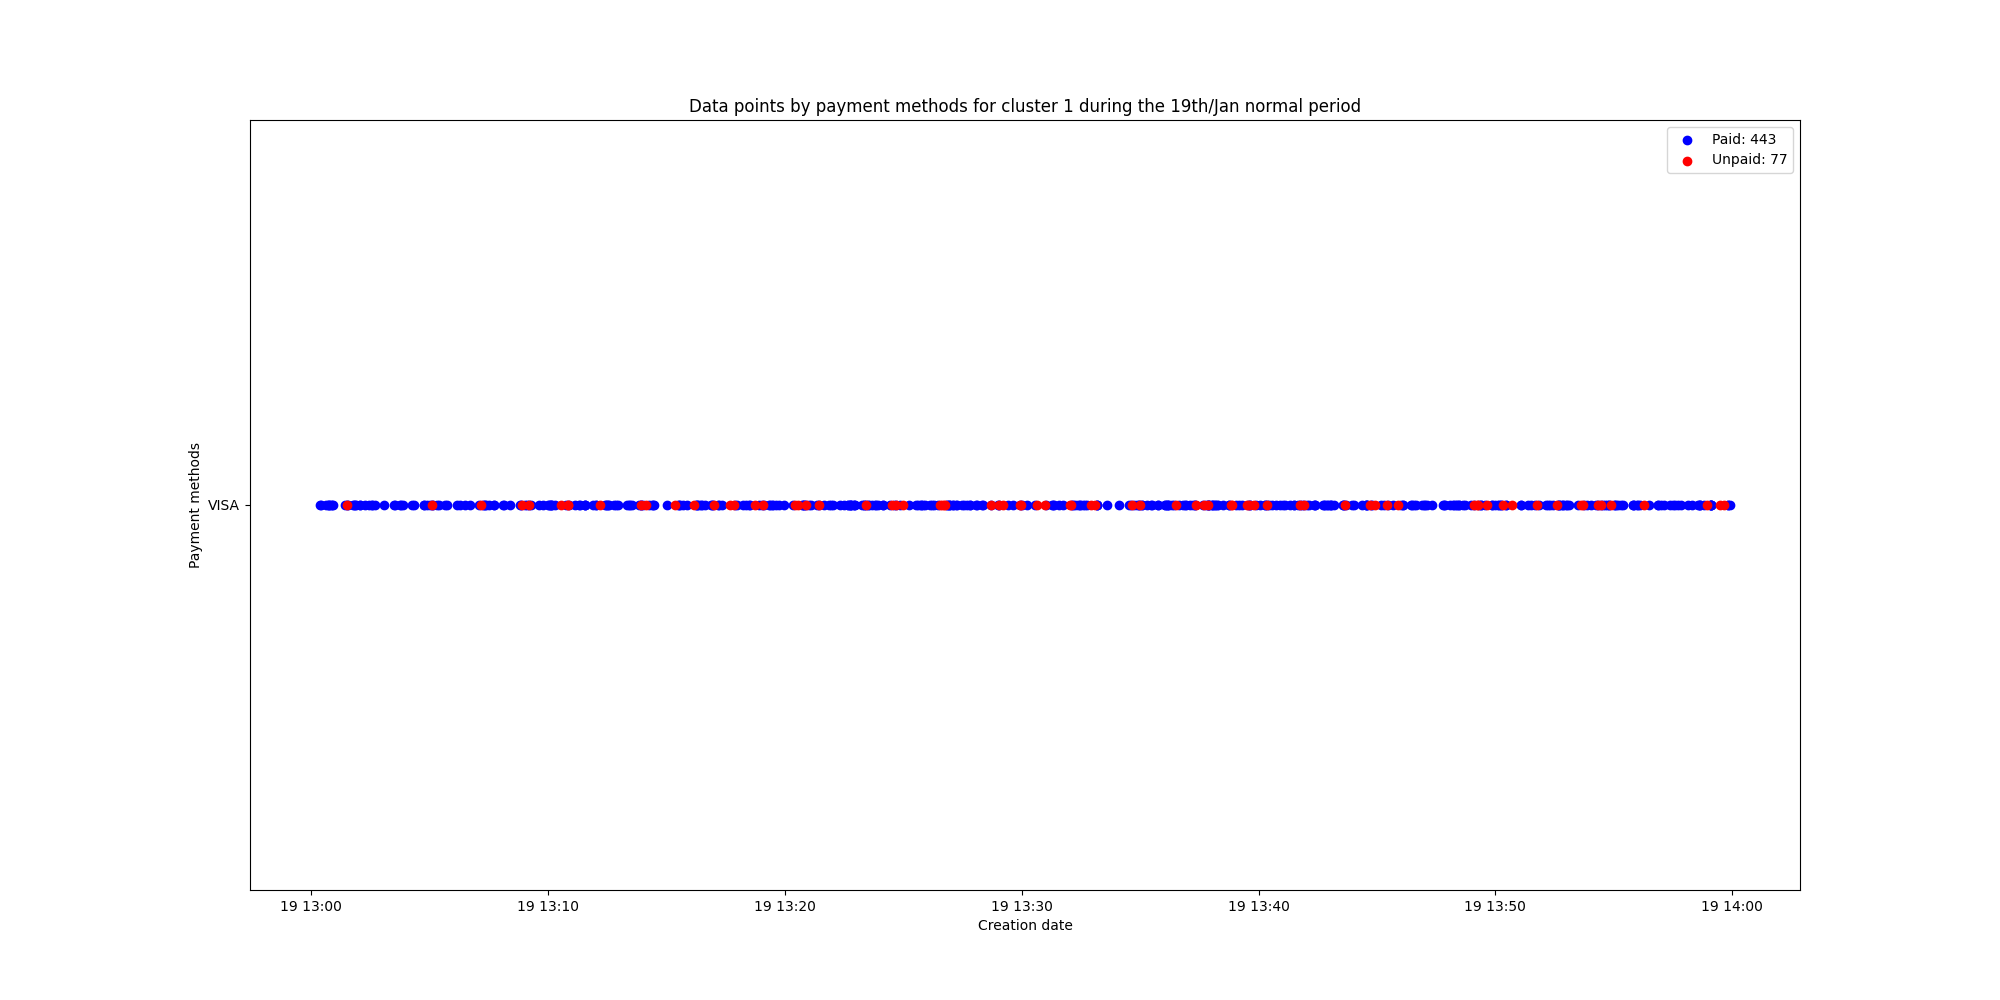 Data points by payment methods for cluster 1 during the 19th/Jan normal period
Paid: 443
Unpaid: 77
Payment methods
VISA
19 13:00 19 13:10 19 13:20 19 13:30 19 13:40 19 13:50 19 14:00
Creation date